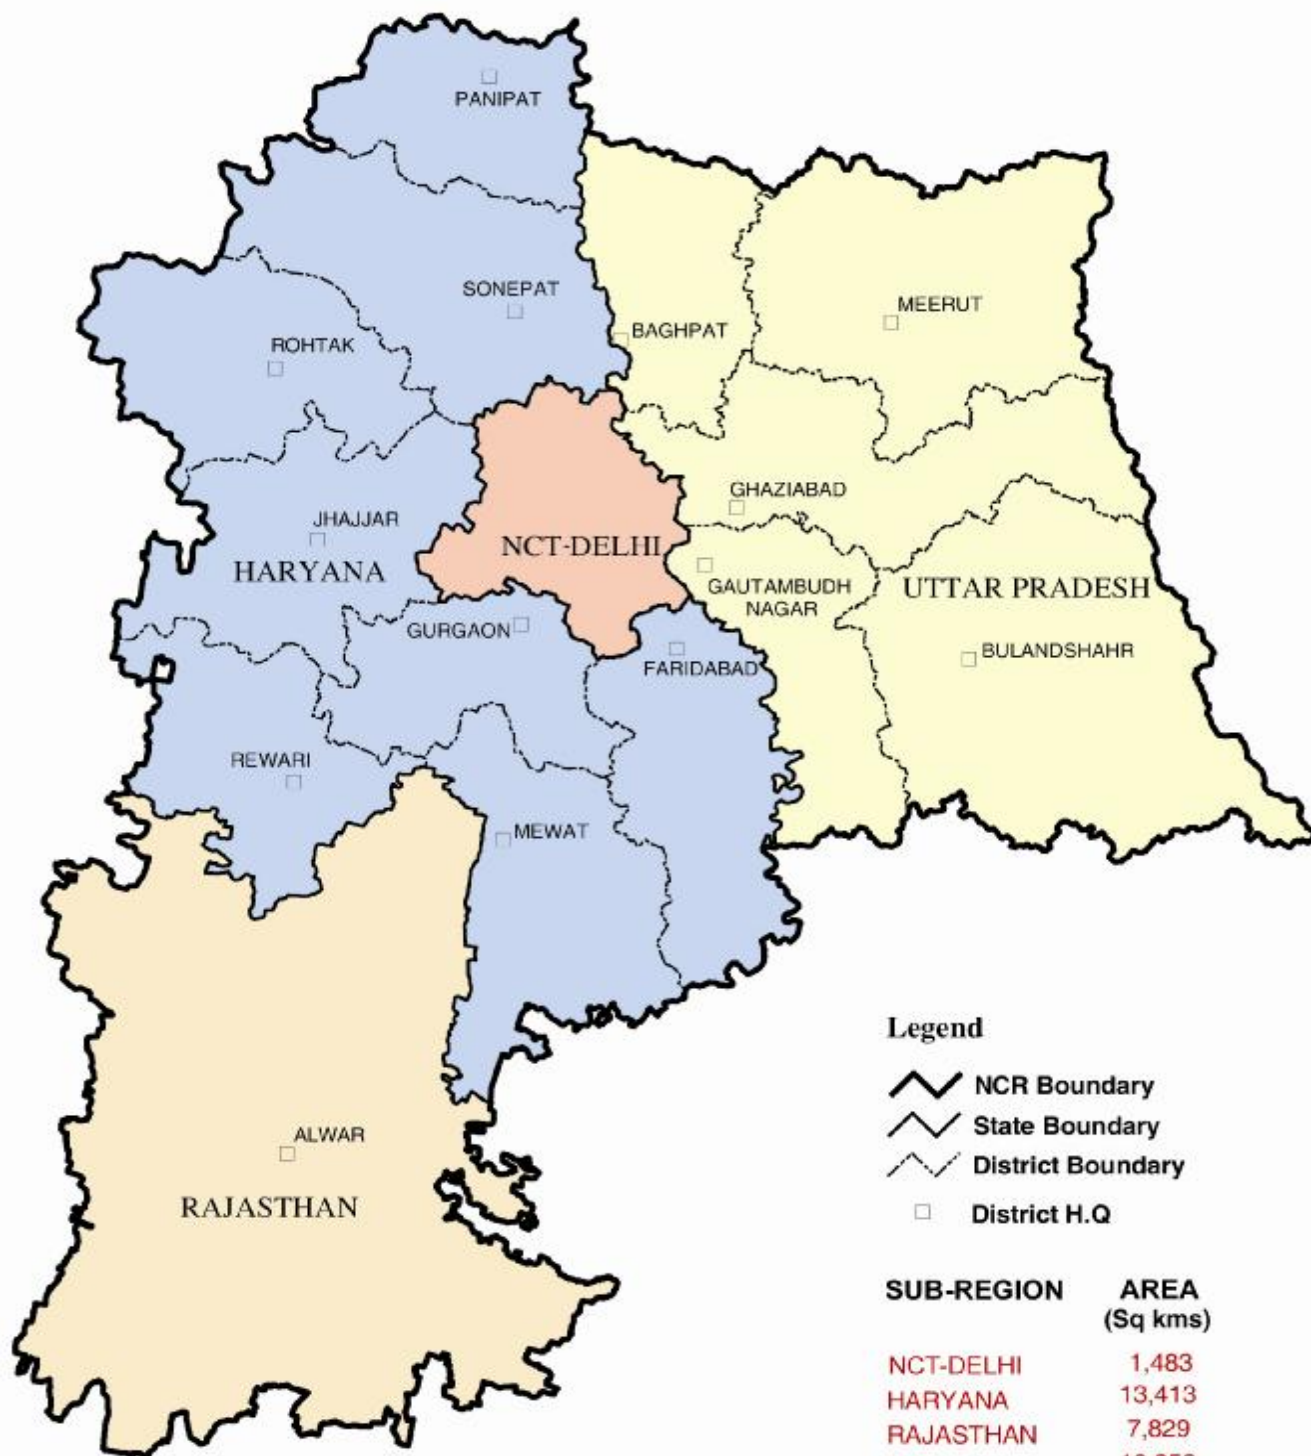 PANIPAT
SONEPAT
MEERUT
BAGHPAT
ROHTAK
GHAZIABAD
JHAJJAR
NCT-DELHI
HARYANA
GAUTAMBUDH
NAGAR
UTTAR PRADESH
GURGAON
BULANDSHAHR
FARIDABAD
REWARI
MEWAT
ALWAR
RAJASTHAN
Legend
NCR Boundary
State Boundary
District Boundary
District H.Q
SUB-REGION AREA
(Sq kms)
NCT-DELHI 1,483
HARYANA 13,413
RAJASTHAN 7,829